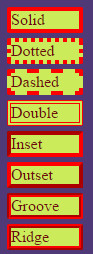 Solid
Dotted
Dashed
Double
Inset
Outset
Groove
Ridge